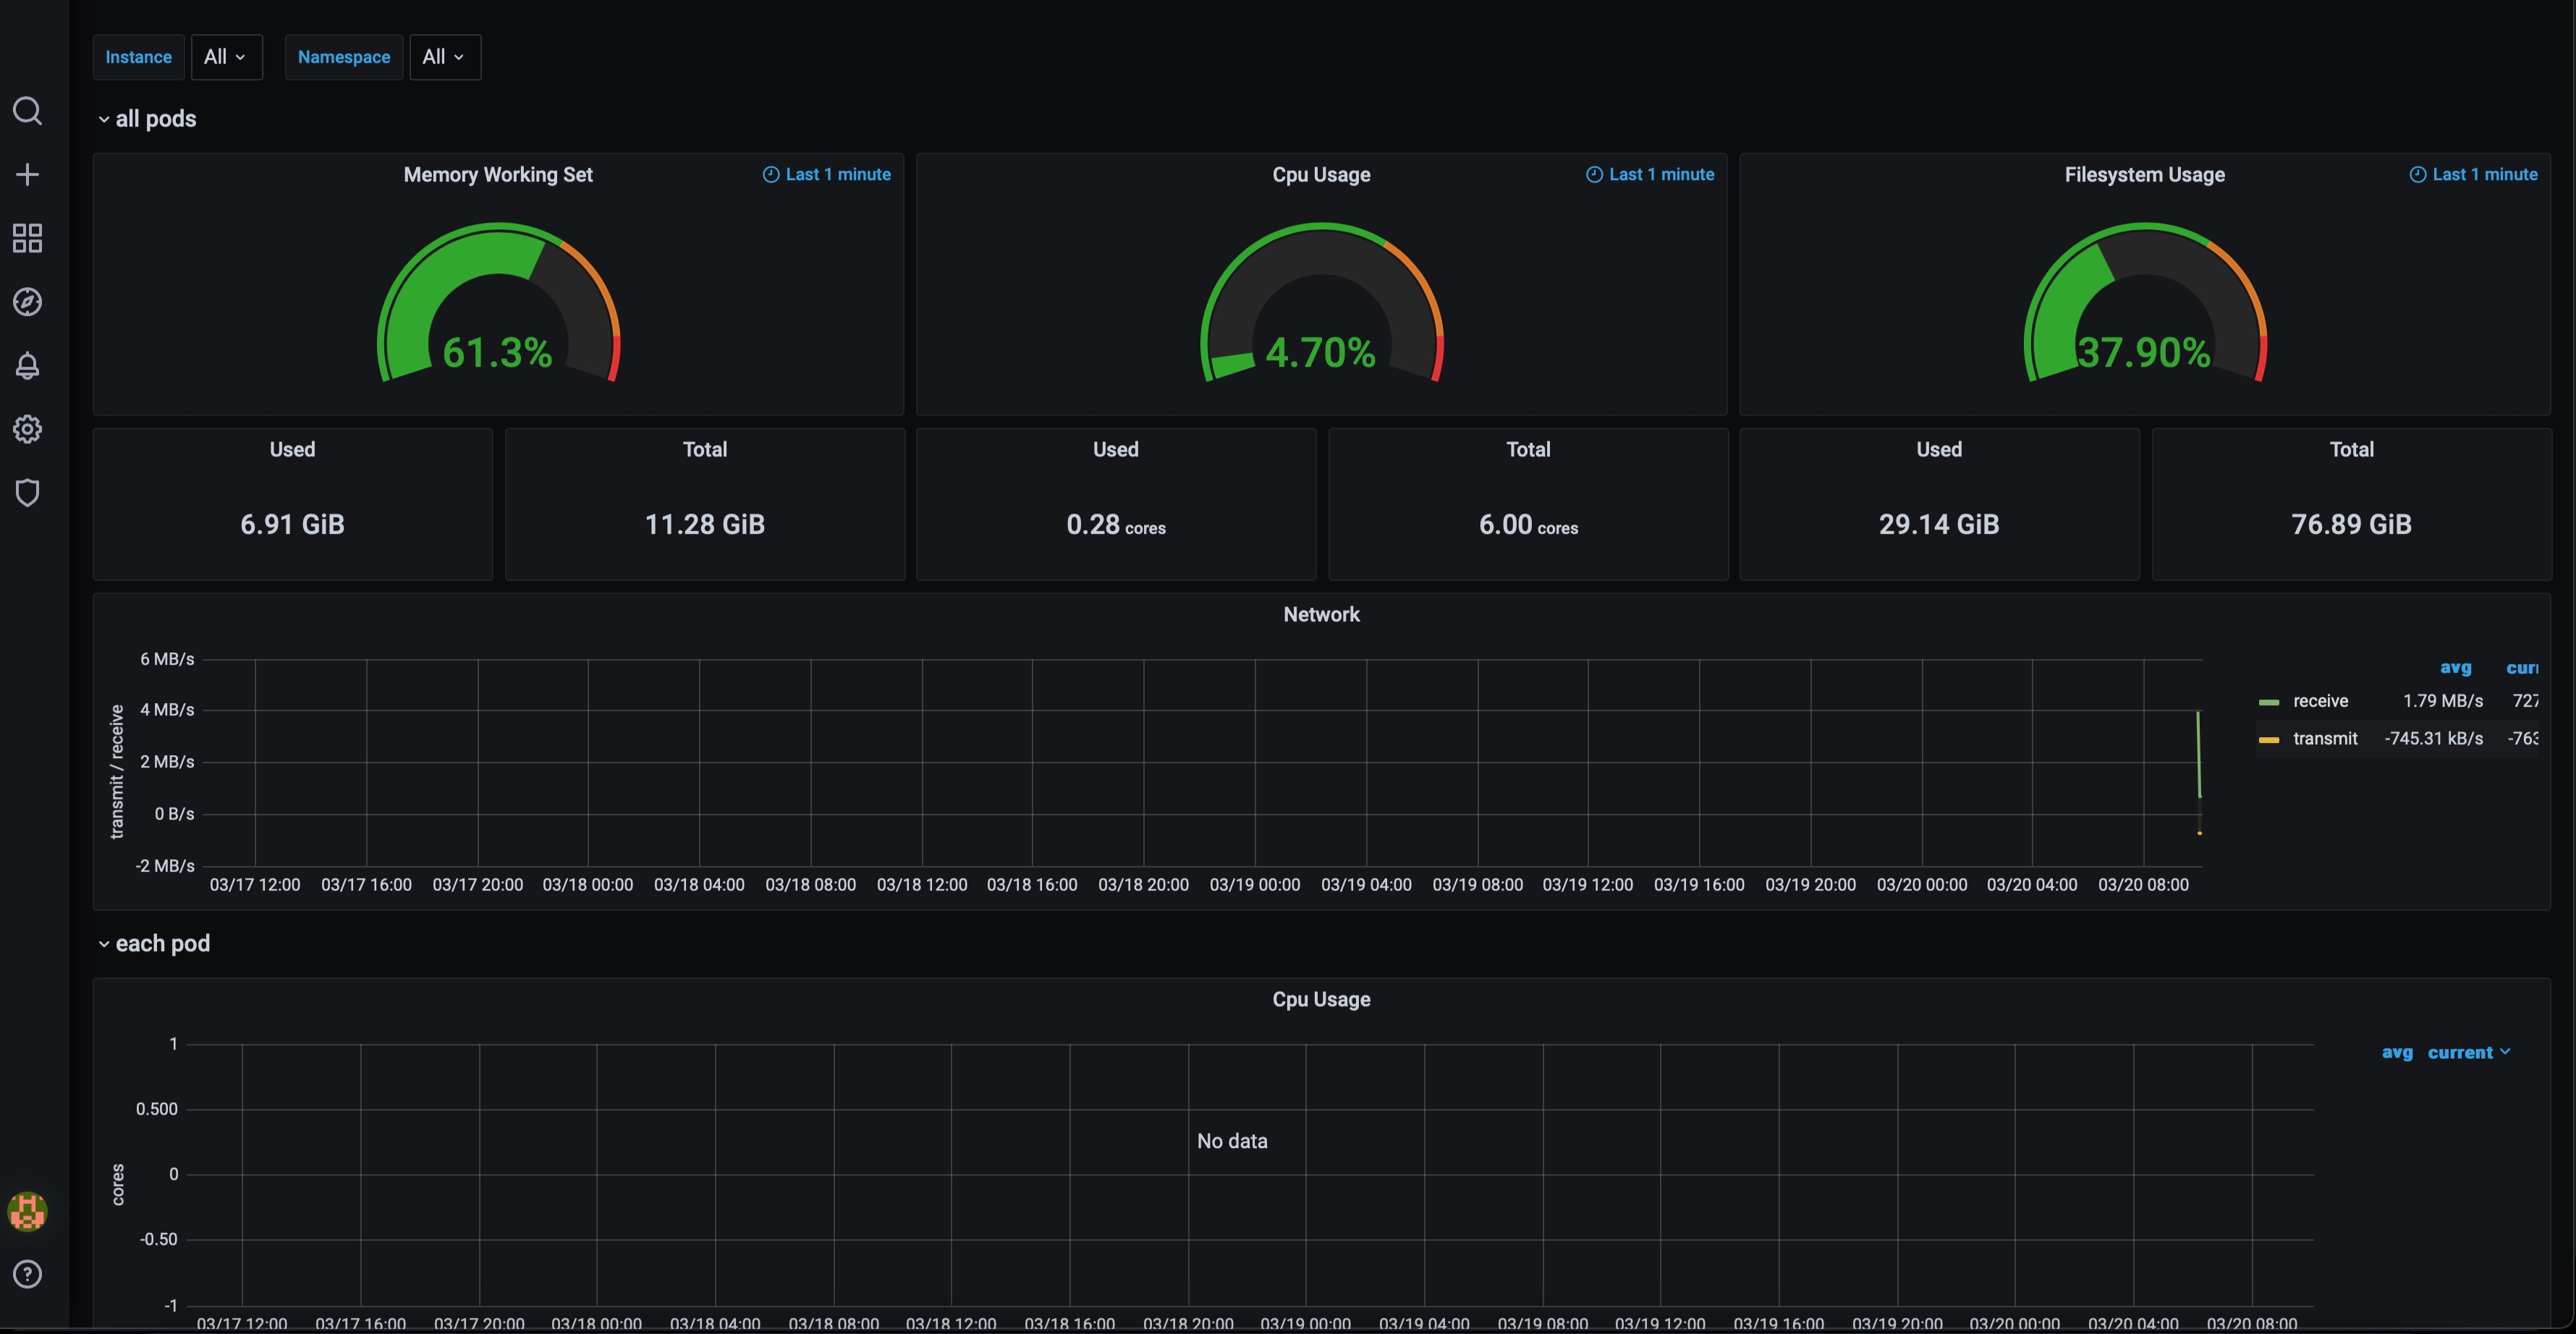 Instance All Namespace All
all pods
Memory Working Set Last 1 minute
61.3%
Cpu Usage Last 1 minute
4.70%
Filesystem Usage Last 1 minute
37.90%
Used
6.91 GiB
Total
11.28 GiB
Used
0.28 cores
Total
6.00 cores
Used
29.14 GiB
Total
76.89 GiB
Network
transmit / receive
6 MB/s
4 MB/s
2 MB/s
0 B/s
-2 MB/s
03/17 12:00 03/17 16:00 03/17 20:00 03/18 00:00 03/18 04:00 03/18 08:00 03/18 12:00 03/18 16:00 03/18 20:00 03/19 00:00 03/19 04:00 03/19 08:00 03/19 12:00 03/19 16:00 03/19 20:00 03/20 00:00 03/20 04:00 03/20 08:00
avg curr
receive 1.79 MB/s 727
transmit -745.31 kB/s -763
each pod
Cpu Usage
cores
1
0.500
0
-0.50
-1
No data
avg current
03/17 12:00 03/17 16:00 03/17 20:00 03/18 00:00 03/18 04:00 03/18 08:00 03/18 12:00 03/18 16:00 03/18 20:00 03/19 00:00 03/19 04:00 03/19 08:00 03/19 12:00 03/19 16:00 03/19 20:00 03/20 00:00 03/20 04:00 03/20 08:00